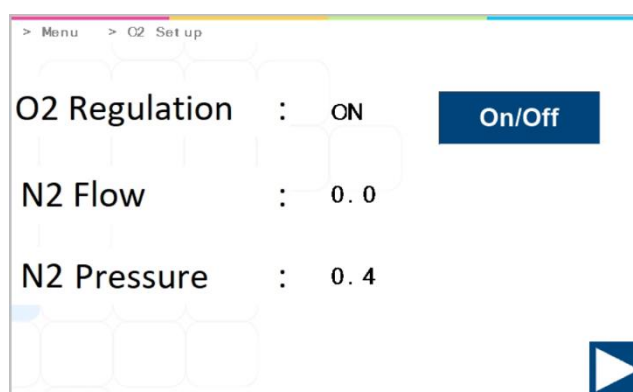 > Menu > O2 Set up
O2 Regulation : ON On/Off
N2 Flow : 0.0
N2 Pressure : 0.4